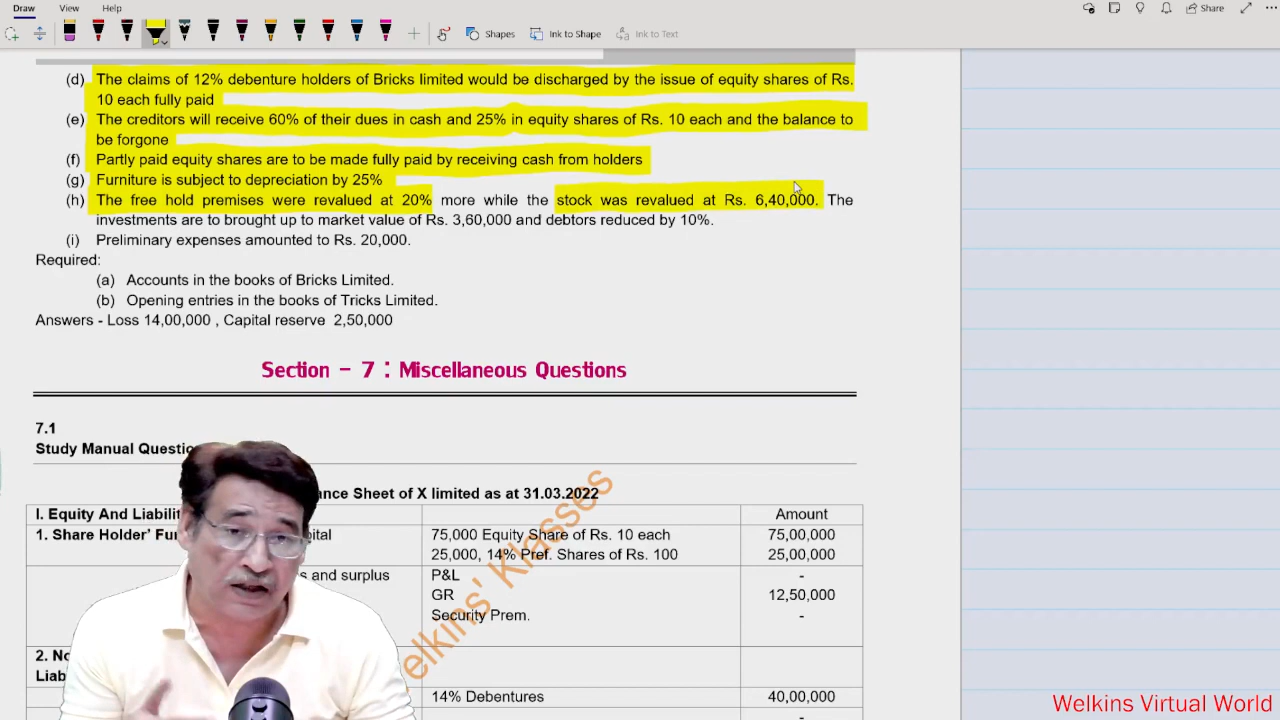 Draw View Help
Share
Shapes Ink to Shape Ink to Text
(d) The claims of 12% debenture holders of Bricks limited would be discharged by the issue of equity shares of Rs.
10 each fully paid
(e) The creditors will receive 60% of their dues in cash and 25% in equity shares of Rs. 10 each and the balance to
be forgone
(f) Partly paid equity shares are to be made fully paid by receiving cash from holders
(g) Furniture is subject to depreciation by 25%
(h) The free hold premises were revalued at 20% more while the stock was revalued at Rs. 6,40,000. The
investments are to brought up to market value of Rs. 3,60,000 and debtors reduced by 10%.
(i) Preliminary expenses amounted to Rs. 20,000.
Required:
(a) Accounts in the books of Bricks Limited.
(b) Opening entries in the books of Tricks Limited.
Answers - Loss 14,00,000 , Capital reserve 2,50,000
Section - 7 : Miscellaneous Questions
7.1
Study Manual
ance Sheet of X limited as at 31.03.2022
I. Equity And Amount
1. Share Holder' 75,000 Equity Share of Rs. 10 each 75,00,000
25,000, 14% Pref. Shares of Rs. 100 25,00,000
and surplus P&L -
GR 12,50,000
Security Prem. -
2.
14% Debentures 40,00,000
-
elkins' Klasses
Welkins Virtual World